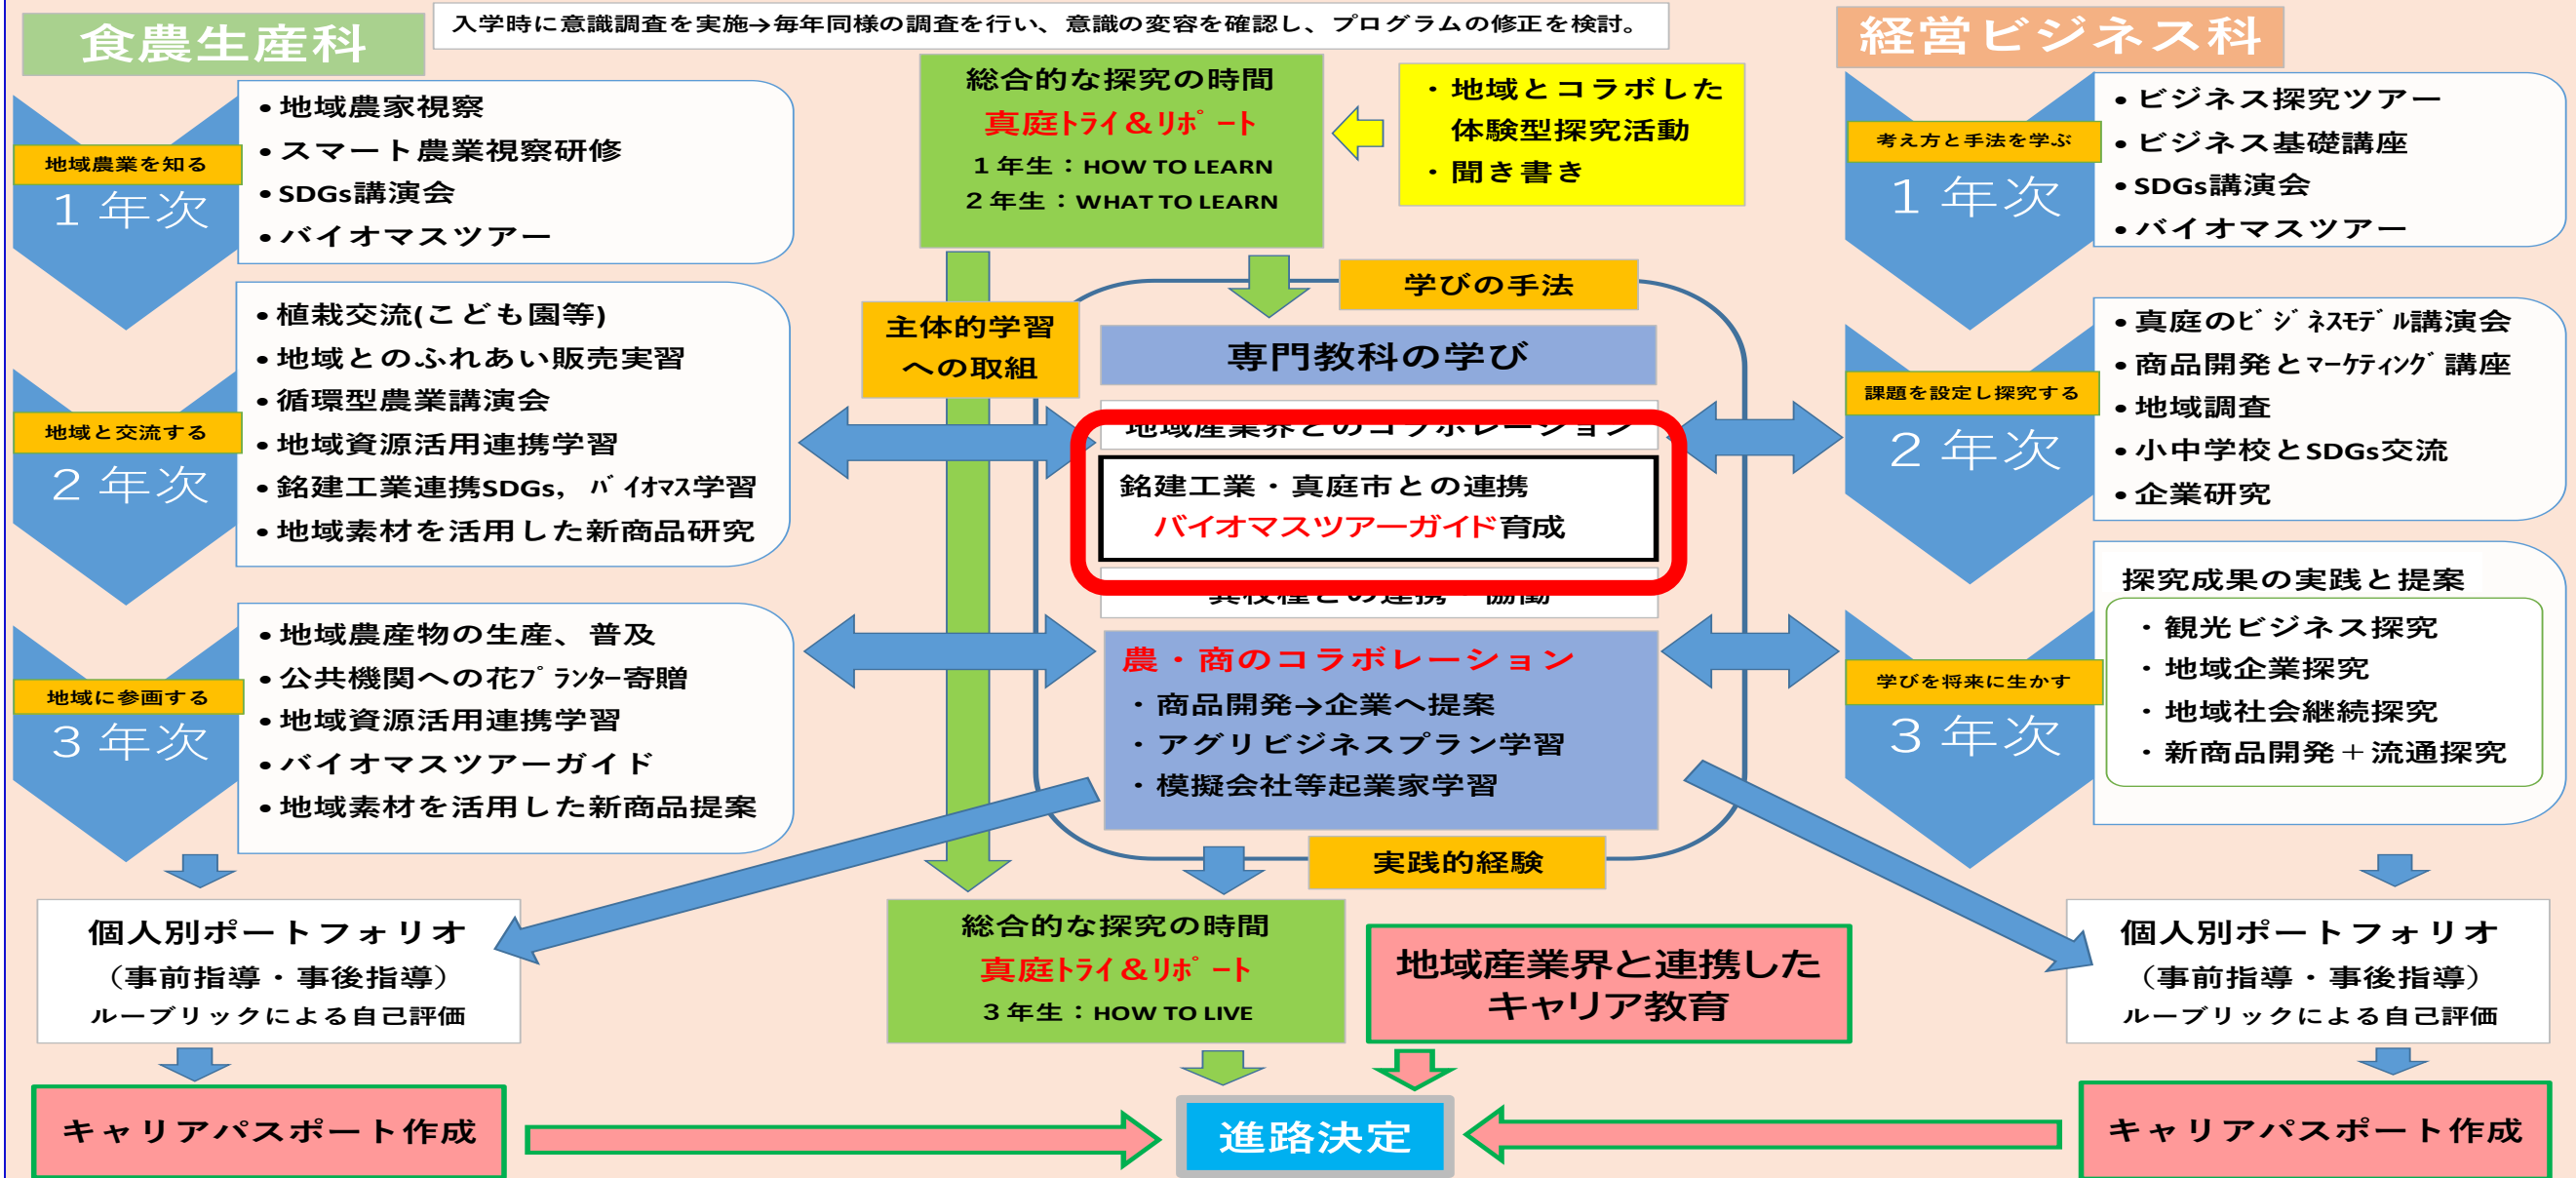 食農生産科
入学時に意識調査を実施→毎年同様の調査を行い、意識の変容を確認し、プログラムの修正を検討。
経営ビジネス科
地域農業を知る
1年次
•地域農家視察
•スマート農業視察研修
•SDGs講演会
•バイオマスツアー
地域と交流する
2年次
•植栽交流(こども園等)
•地域とのふれあい販売実習
•循環型農業講演会
•地域資源活用連携学習
•銘建工業連携SDGs，バイオマス学習
•地域素材を活用した新商品研究
地域に参画する
3年次
•地域農産物の生産、普及
•公共機関への花プランター寄贈
•地域資源活用連携学習
•バイオマスツアーガイド
•地域素材を活用した新商品提案
個人別ポートフォリオ
（事前指導・事後指導）
ルーブリックによる自己評価
キャリアパスポート作成
総合的な探究の時間
真庭トライ＆リポート
1年生：HOW TO LEARN
2年生：WHAT TO LEARN
・地域とコラボした
体験型探究活動
・聞き書き
主体的学習
への取組
学びの手法
専門教科の学び
地域産業界とのコラボレーション
銘建工業・真庭市との連携
バイオマスツアーガイド育成
異校種との連携・協働
農・商のコラボレーション
・商品開発→企業へ提案
・アグリビジネスプラン学習
・模擬会社等起業家学習
実践的経験
総合的な探究の時間
真庭トライ＆リポート
3年生：HOW TO LIVE
地域産業界と連携した
キャリア教育
進路決定
考え方と手法を学ぶ
1年次
•ビジネス探究ツアー
•ビジネス基礎講座
•SDGs講演会
•バイオマスツアー
課題を設定し探究する
2年次
•真庭のビジネスモデル講演会
•商品開発とマーケティング講座
•地域調査
•小中学校とSDGs交流
•企業研究
学びを将来に生かす
3年次
探究成果の実践と提案
・観光ビジネス探究
・地域企業探究
・地域社会継続探究
・新商品開発＋流通探究
個人別ポートフォリオ
（事前指導・事後指導）
ルーブリックによる自己評価
キャリアパスポート作成